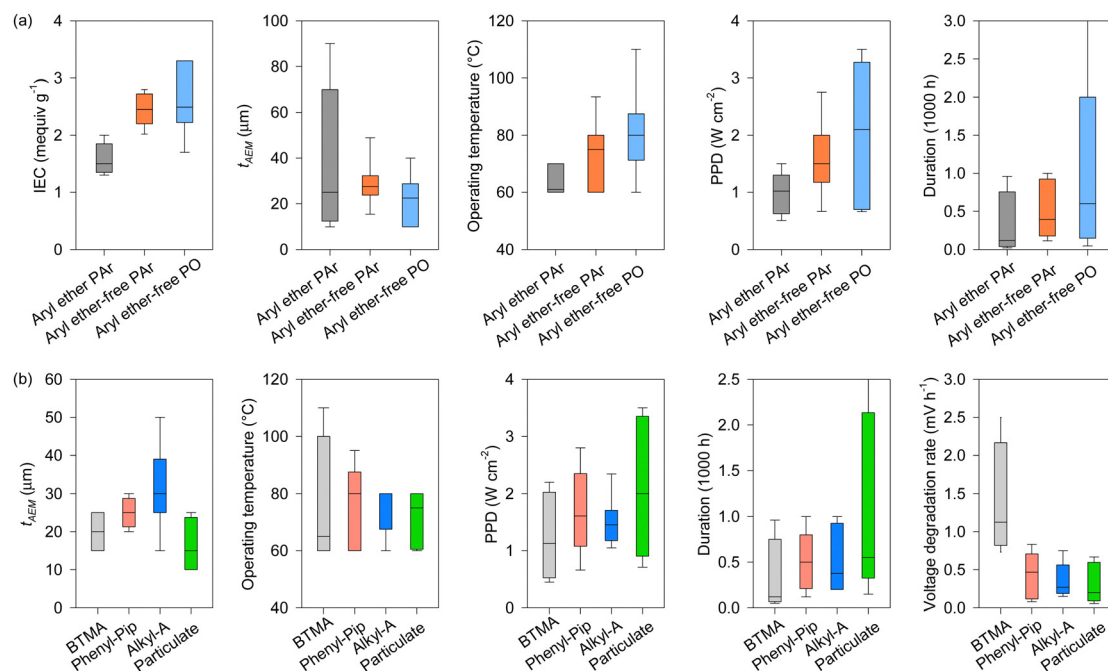 (a)
IEC (mequiv g⁻¹)
4
3
2
1
0
Aryl ether PAr
Aryl ether-free PAr
Aryl ether-free PO
t_AEM (μm)
100
80
60
40
20
0
Aryl ether PAr
Aryl ether-free PAr
Aryl ether-free PO
Operating temperature (°C)
120
100
80
60
40
Aryl ether PAr
Aryl ether-free PAr
Aryl ether-free PO
PPD (W cm⁻²)
4
3
2
1
0
Aryl ether PAr
Aryl ether-free PAr
Aryl ether-free PO
Duration (1000 h)
3.0
2.5
2.0
1.5
1.0
0.5
0.0
Aryl ether PAr
Aryl ether-free PAr
Aryl ether-free PO
(b)
t_AEM (μm)
60
50
40
30
20
10
0
BTMA
Phenyl-Pip
Alkyl-A
Particulate
Operating temperature (°C)
120
100
80
60
40
BTMA
Phenyl-Pip
Alkyl-A
Particulate
PPD (W cm⁻²)
4
3
2
1
0
BTMA
Phenyl-Pip
Alkyl-A
Particulate
Duration (1000 h)
2.5
2.0
1.5
1.0
0.5
0.0
BTMA
Phenyl-Pip
Alkyl-A
Particulate
Voltage degradation rate (mV h⁻¹)
3.0
2.5
2.0
1.5
1.0
0.5
0.0
BTMA
Phenyl-Pip
Alkyl-A
Particulate